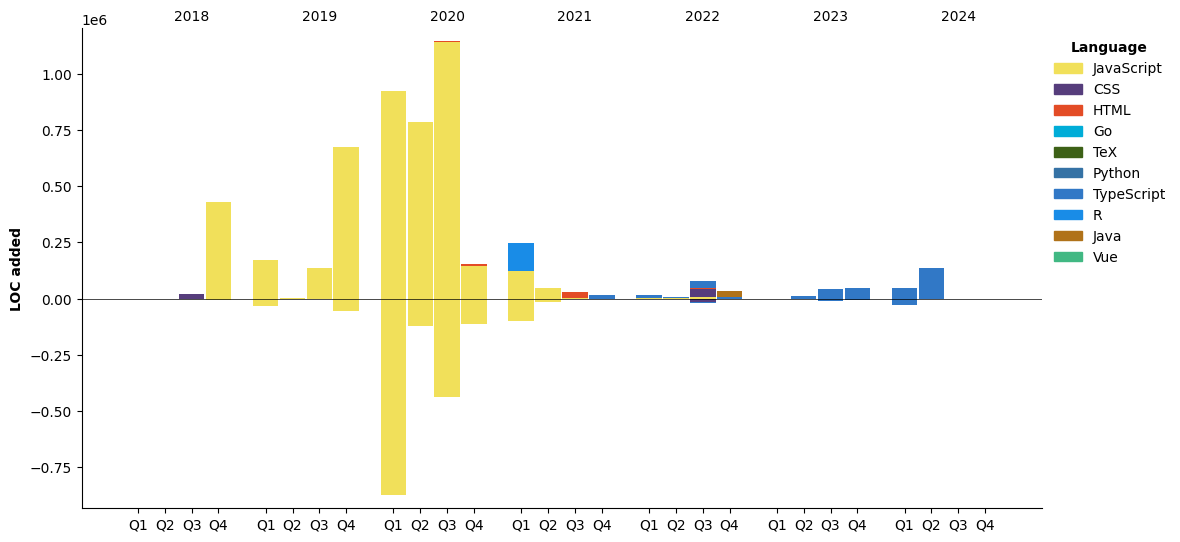 1e6
2018 2019 2020 2021 2022 2023 2024
LOC added
1.00
0.75
0.50
0.25
0.00
−0.25
−0.50
−0.75
Q1 Q2 Q3 Q4 Q1 Q2 Q3 Q4 Q1 Q2 Q3 Q4 Q1 Q2 Q3 Q4 Q1 Q2 Q3 Q4 Q1 Q2 Q3 Q4 Q1 Q2 Q3 Q4
Language
JavaScript
CSS
HTML
Go
TeX
Python
TypeScript
R
Java
Vue